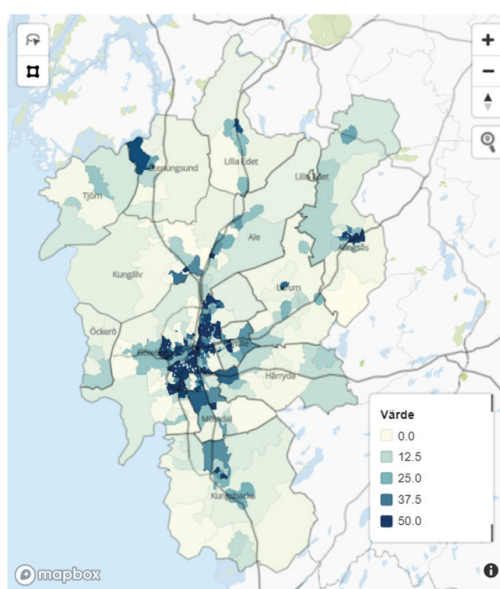 Stenungsund
Lilla Edet
Lilla Edet
Tjörn
Ale
Alingsås
Kungälv
Lerum
Öckerö
Härryda
Mölndal
Kungsbacka
Värde
0.0
12.5
25.0
37.5
50.0
mapbox